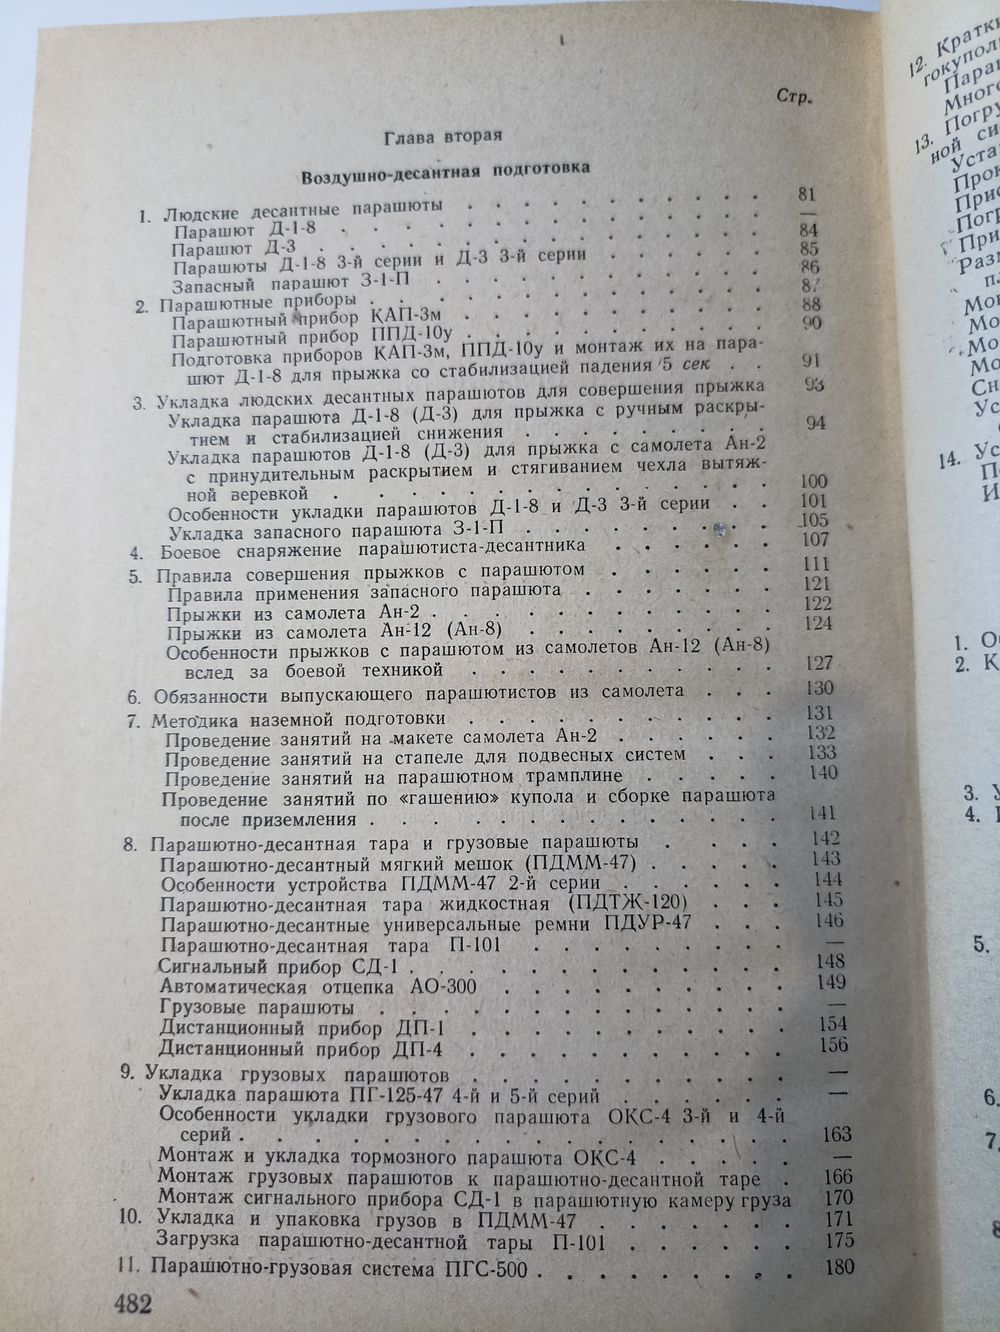 Стр.
Глава вторая
Воздушно-десантная подготовка
1. Людские десантные парашюты . . . . . . . . . . 81
Парашют Д-1-8 . . . . . . . . . . —
Парашют Д-3 . . . . . . . . . . 84
Парашюты Д-1-8 3-й серии и Д-3 3-й серии . . . . . . 85
Запасный парашют З-1-П . . . . . . . . . . 86
2. Парашютные приборы . . . . . . . . . . 87
Парашютный прибор КАП-3м . . . . . . . . . . 88
Парашютный прибор ППД-10у . . . . . . . . . . 90
Подготовка приборов КАП-3м, ППД-10у и монтаж их на пара-
шют Д-1-8 для прыжка со стабилизацией падения 5 сек . . 91
3. Укладка людских десантных парашютов для совершения прыжка 93
Укладка парашюта Д-1-8 (Д-3) для прыжка с ручным раскры-
тием и стабилизацией снижения . . . . . . . . . 94
Укладка парашютов Д-1-8 (Д-3) для прыжка с самолета Ан-2
с принудительным раскрытием и стягиванием чехла вытяж-
ной веревкой . . . . . . . . . . 100
Особенности укладки парашютов Д-1-8 и Д-3 3-й серии . . 101
Укладка запасного парашюта З-1-П . . . . . . . . . 105
4. Боевое снаряжение парашютиста-десантника . . . . . . 107
5. Правила совершения прыжков с парашютом . . . . . . 111
Правила применения запасного парашюта . . . . . . . 121
Прыжки из самолета Ан-2 . . . . . . . . . . 122
Прыжки из самолета Ан-12 (Ан-8) . . . . . . . . . 124
Особенности прыжков с парашютом из самолетов Ан-12 (Ан-8)
вслед за боевой техникой . . . . . . . . . . 127
6. Обязанности выпускающего парашютистов из самолета . . . 130
7. Методика наземной подготовки . . . . . . . . . . 131
Проведение занятий на макете самолета Ан-2 . . . . . . 132
Проведение занятий на стапеле для подвесных систем . . . 133
Проведение занятий на парашютном трамплине . . . . . 140
Проведение занятий по «гашению» купола и сборке парашюта
после приземления . . . . . . . . . . 141
8. Парашютно-десантная тара и грузовые парашюты . . . . 142
Парашютно-десантный мягкий мешок (ПДММ-47) . . . . . 143
Особенности устройства ПДММ-47 2-й серии . . . . . . 144
Парашютно-десантная тара жидкостная (ПДТЖ-120) . . . 145
Парашютно-десантные универсальные ремни ПДУР-47 . . . 146
Парашютно-десантная тара П-101 . . . . . . . . . —
Сигнальный прибор СД-1 . . . . . . . . . . 148
Автоматическая отцепка АО-300 . . . . . . . . . . 149
Грузовые парашюты . . . . . . . . . . —
Дистанционный прибор ДП-1 . . . . . . . . . . 154
Дистанционный прибор ДП-4 . . . . . . . . . . 156
9. Укладка грузовых парашютов . . . . . . . . . . —
Укладка парашюта ПГ-125-47 4-й и 5-й серий . . . . . . —
Особенности укладки грузового парашюта ОКС-4 3-й и 4-й
серий . . . . . . . . . . 163
Монтаж и укладка тормозного парашюта ОКС-4 . . . . . —
Монтаж грузовых парашютов к парашютно-десантной таре . 166
Монтаж сигнального прибора СД-1 в парашютную камеру груза 170
10. Укладка и упаковка грузов в ПДММ-47 . . . . . . . 171
Загрузка парашютно-десантной тары П-101 . . . . . . 175
11. Парашютно-грузовая система ПГС-500 . . . . . . . . 180
482
12.
13.
ной
14.
1.
2.
3.
4.
5.
6.
7.
8